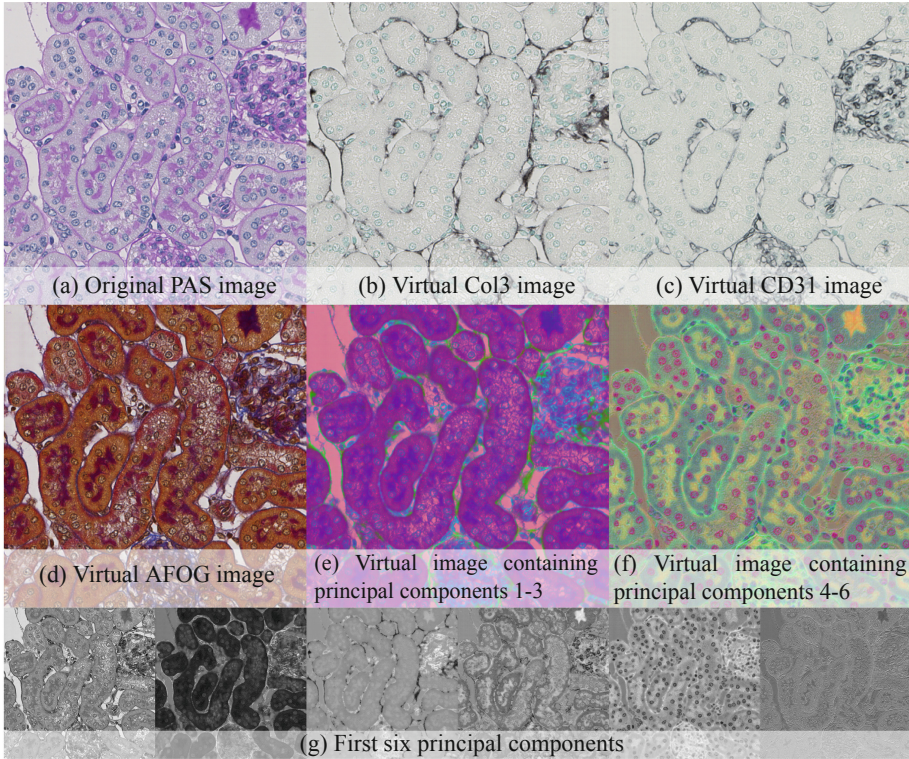 (a) Original PAS image
(b) Virtual Col3 image
(c) Virtual CD31 image
(d) Virtual AFOG image
(e) Virtual image containing
principal components 1-3
(f) Virtual image containing
principal components 4-6
(g) First six principal components